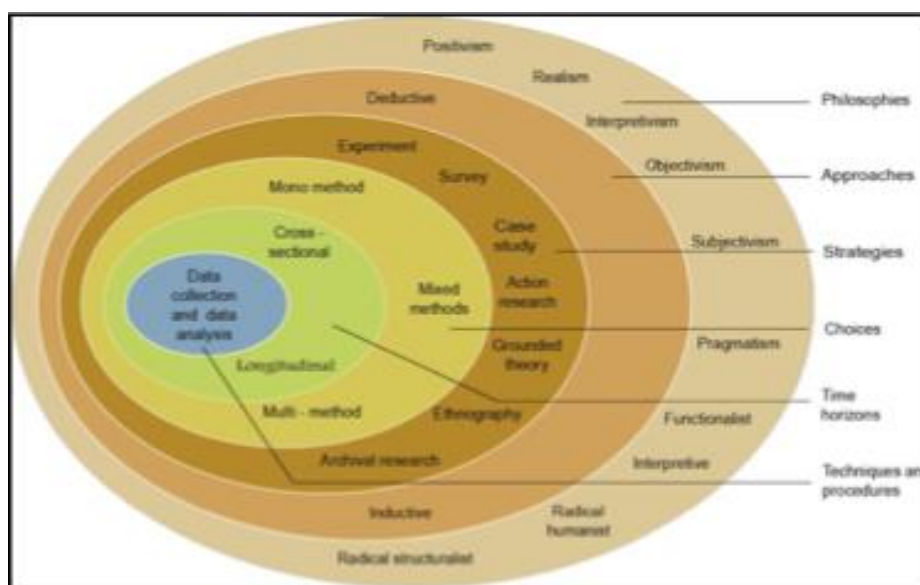 Positivism
Realism
Philosophies
Deductive
Interpretivism
Experiment
Objectivism
Approaches
Survey
Mono method
Case
study
Cross -
sectional
Subjectivism
Strategies
Data
collection
and data
analysis
Mixed
methods
Action
research
Choices
Grounded
theory
Pragmatism
Longitudinal
Time
horizons
Multi - method
Ethnography
Functionalist
Archival research
Interpretive
Techniques an
procedures
Inductive
Radical
humanist
Radical structuralist